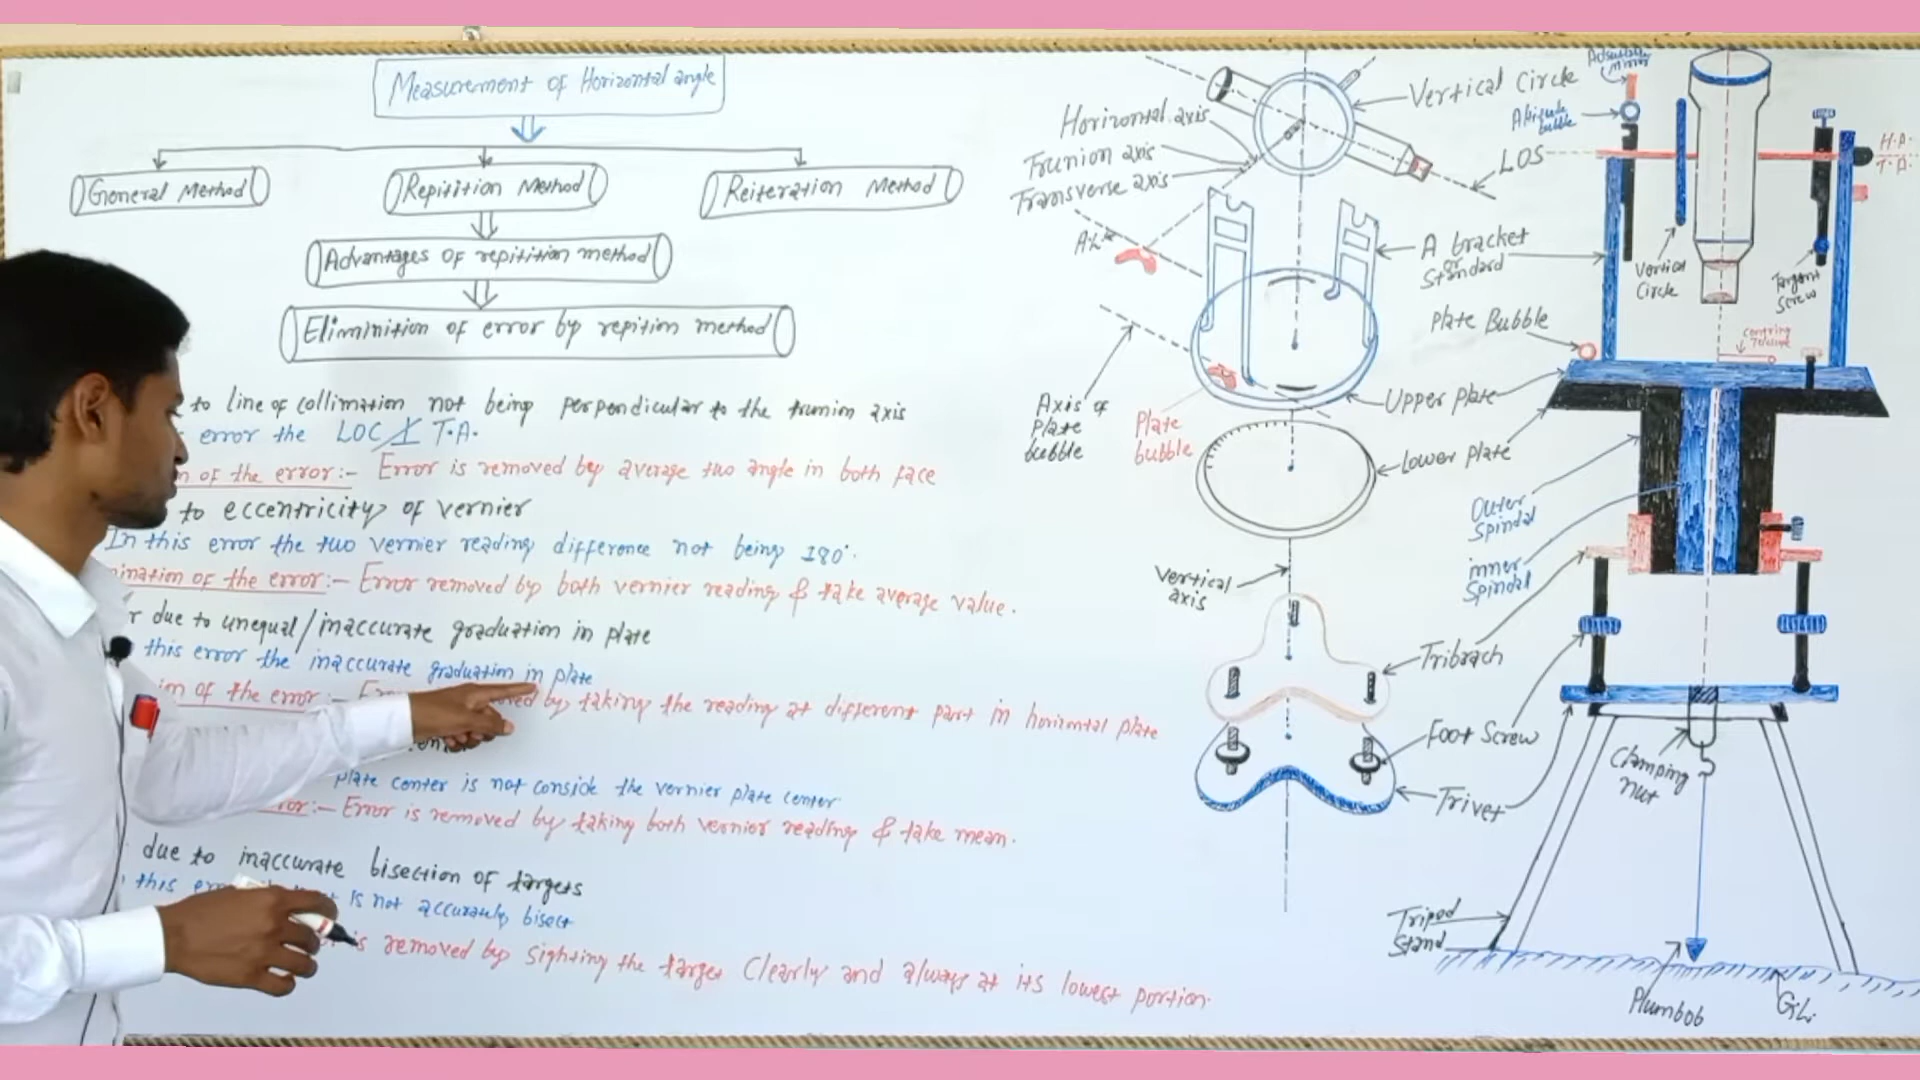 Measurement of Horizontal angle
General Method
Repitition Method
Reiteration Method
Advantages of repitition method
Eliminition of error by repition method
to line of collimation not being perpendicular to the trunion axis
error the LOC ⊥̸ T.A.
n of the error:- Error is removed by average two angle in both face
to eccentricity of vernier
In this error the two vernier reading difference not being 180°.
ination of the error:- Error removed by both vernier reading & take average value.
r due to unequal/inaccurate graduation in plate
this error the inaccurate graduation in plate
of the error:- by taking the reading at different part in horizontal plate
plate center is not conside the vernier plate center
ror:- Error is removed by taking both vernier reading & take mean.
due to inaccurate bisection of targets
this is not accurately bisect
is removed by sighting the target clearly and always at its lowest portion.
Vertical Circle
Horizontal axis
Trunion axis
Transverse axis
LOS
A bracket
or
Standard
Plate Bubble
Axis of
plate
bubble
Plate
bubble
Upper plate
Lower plate
Vertical
axis
Tribrach
Foot Screw
Trivet
bubble
H.A.
T.A.
Vertical
Circle
Tangent
Screw
Outer
Spindal
inner
Spindal
Clamping
nut
Tripod
Stand
Plumbob
G.L.